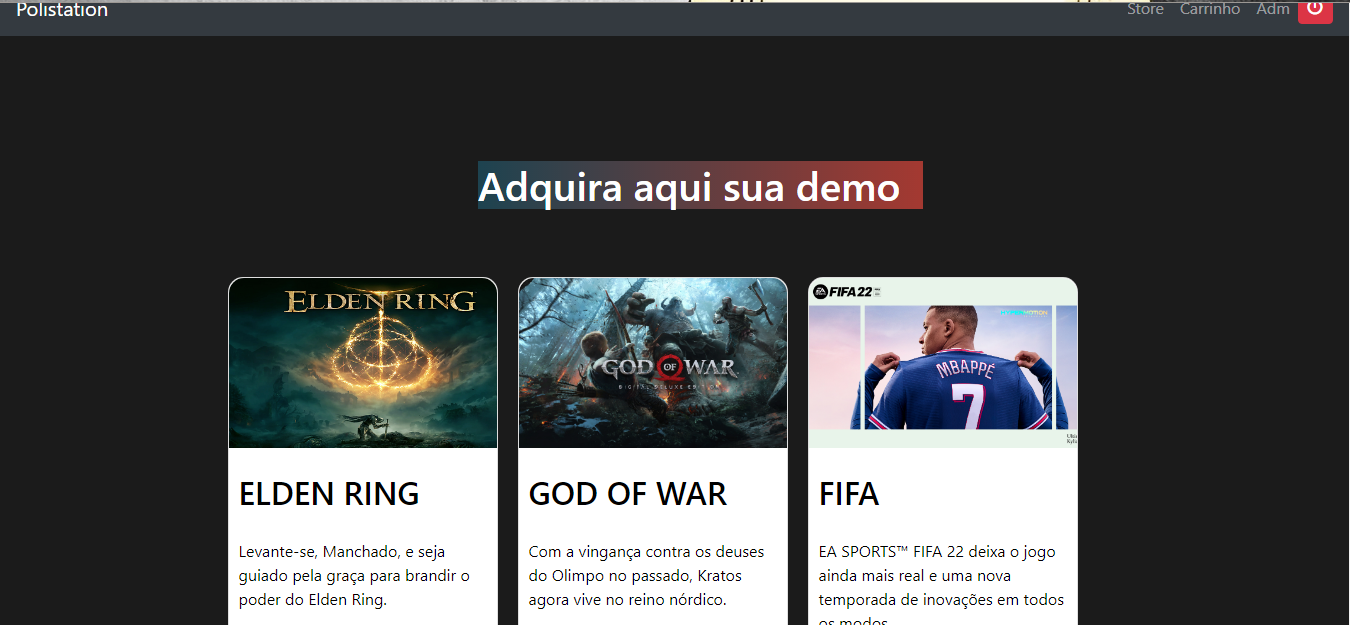 Polistation
Store Carrinho Adm
Adquira aqui sua demo
ELDEN RING
GOD OF WAR
DIGITAL DELUXE EDITION
FIFA 22
MBAPPÉ
7
ELDEN RING
Levante-se, Manchado, e seja
guiado pela graça para brandir o
poder do Elden Ring.
GOD OF WAR
Com a vingança contra os deuses
do Olimpo no passado, Kratos
agora vive no reino nórdico.
FIFA
EA SPORTS™ FIFA 22 deixa o jogo
ainda mais real e uma nova
temporada de inovações em todos
os modos